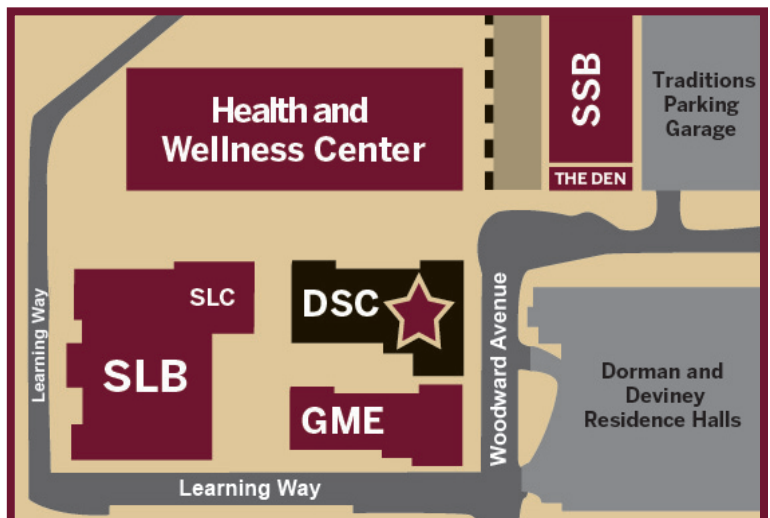 Health and
Wellness Center
SSB
THE DEN
Traditions
Parking
Garage
Learning Way
SLC
SLB
DSC
GME
Woodward Avenue
Dorman and
Deviney
Residence Halls
Learning Way